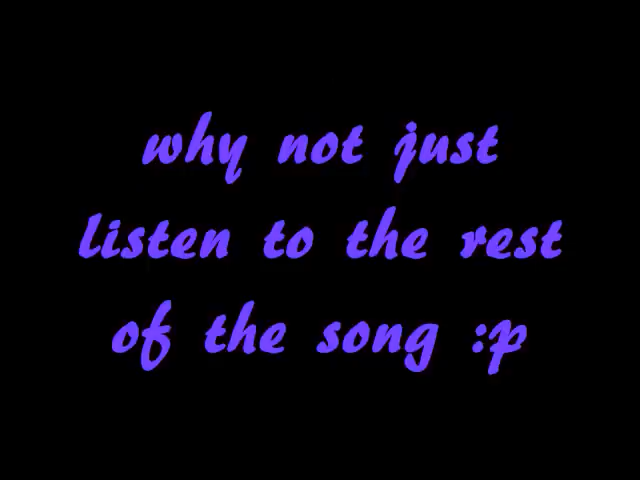 why not just
listen to the rest
of the song :p